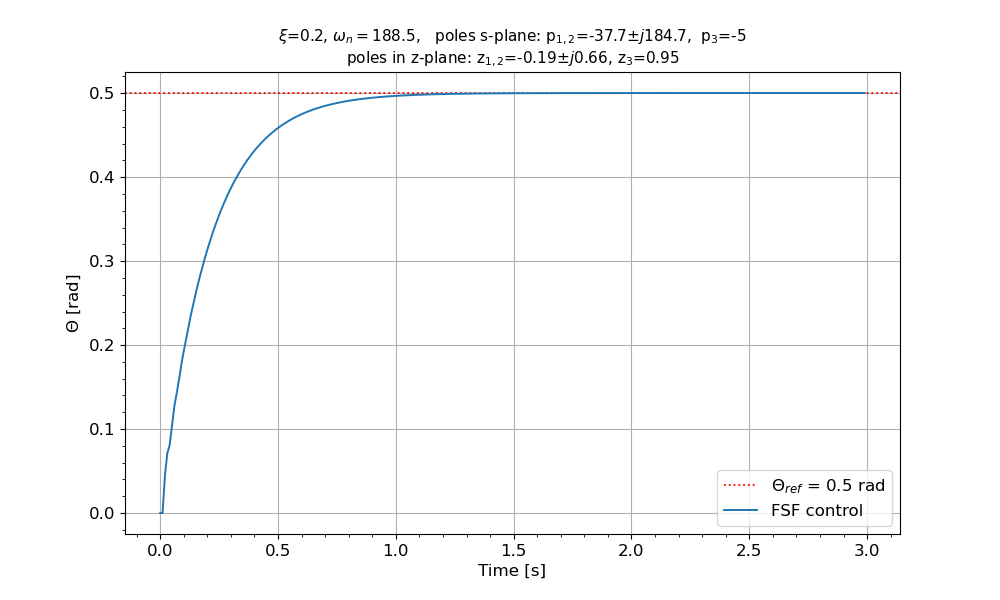 ξ=0.2, ωₙ = 188.5, poles s-plane: p₁,₂=-37.7±j184.7, p₃=-5
poles in z-plane: z₁,₂=-0.19±j0.66, z₃=0.95
0.5
0.4
0.3
0.2
0.1
0.0
Θ [rad]
Θ_ref = 0.5 rad
FSF control
0.0 0.5 1.0 1.5 2.0 2.5 3.0
Time [s]